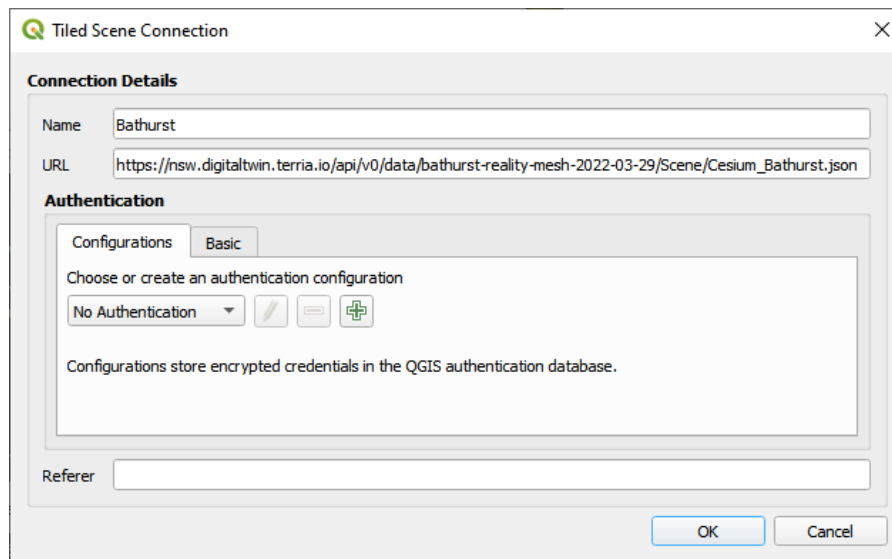 Tiled Scene Connection
Connection Details
Name Bathurst
URL https://nsw.digitaltwin.terria.io/api/v0/data/bathurst-reality-mesh-2022-03-29/Scene/Cesium_Bathurst.json
Authentication
Configurations Basic
Choose or create an authentication configuration
No Authentication
Configurations store encrypted credentials in the QGIS authentication database.
Referer
OK Cancel